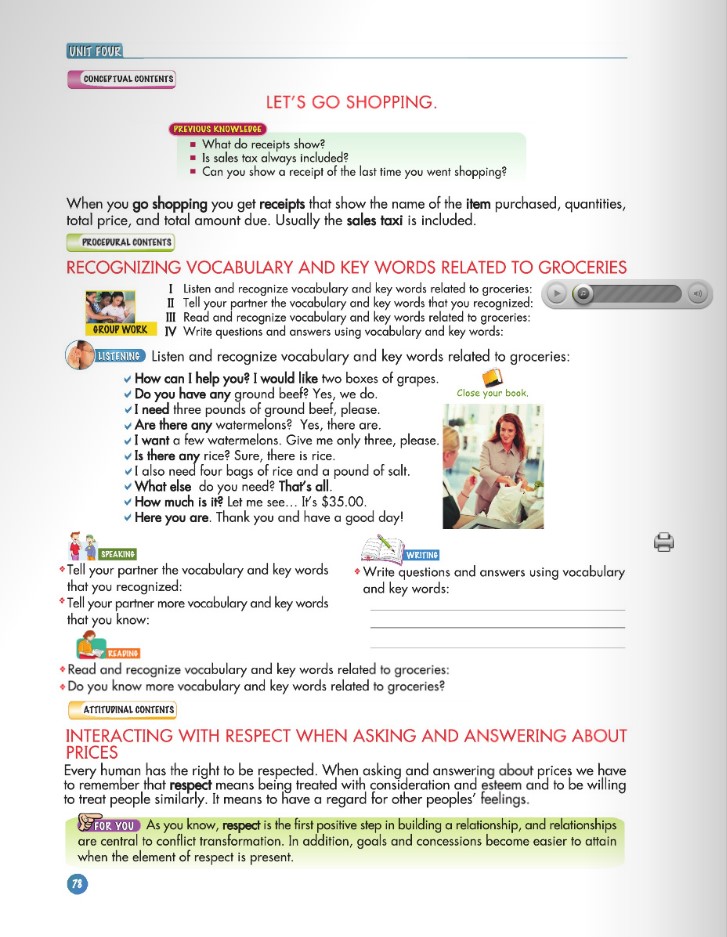 UNIT FOUR
CONCEPTUAL CONTENTS
LET'S GO SHOPPING.
PREVIOUS KNOWLEDGE
What do receipts show?
Is sales tax always included?
Can you show a receipt of the last time you went shopping?
When you go shopping you get receipts that show the name of the item purchased, quantities,
total price, and total amount due. Usually the sales taxi is included.
PROCEDURAL CONTENTS
RECOGNIZING VOCABULARY AND KEY WORDS RELATED TO GROCERIES
I Listen and recognize vocabulary and key words related to groceries:
II Tell your partner the vocabulary and key words that you recognized:
III Read and recognize vocabulary and key words related to groceries:
IV Write questions and answers using vocabulary and key words:
GROUP WORK
LISTENING Listen and recognize vocabulary and key words related to groceries:
How can I help you? I would like two boxes of grapes.
Do you have any ground beef? Yes, we do.
I need three pounds of ground beef, please.
Are there any watermelons? Yes, there are.
I want a few watermelons. Give me only three, please.
Is there any rice? Sure, there is rice.
I also need four bags of rice and a pound of salt.
What else do you need? That's all.
How much is it? Let me see... It's $35.00.
Here you are. Thank you and have a good day!
Close your book.
SPEAKING
Tell your partner the vocabulary and key words
that you recognized:
Tell your partner more vocabulary and key words
that you know:
WRITING
Write questions and answers using vocabulary
and key words:
READING
Read and recognize vocabulary and key words related to groceries:
Do you know more vocabulary and key words related to groceries?
ATTITUDINAL CONTENTS
INTERACTING WITH RESPECT WHEN ASKING AND ANSWERING ABOUT
PRICES
Every human has the right to be respected. When asking and answering about prices we have
to remember that respect means being treated with consideration and esteem and to be willing
to treat people similarly. It means to have a regard for other peoples' feelings.
FOR YOU As you know, respect is the first positive step in building a relationship, and relationships
are central to conflict transformation. In addition, goals and concessions become easier to attain
when the element of respect is present.
78